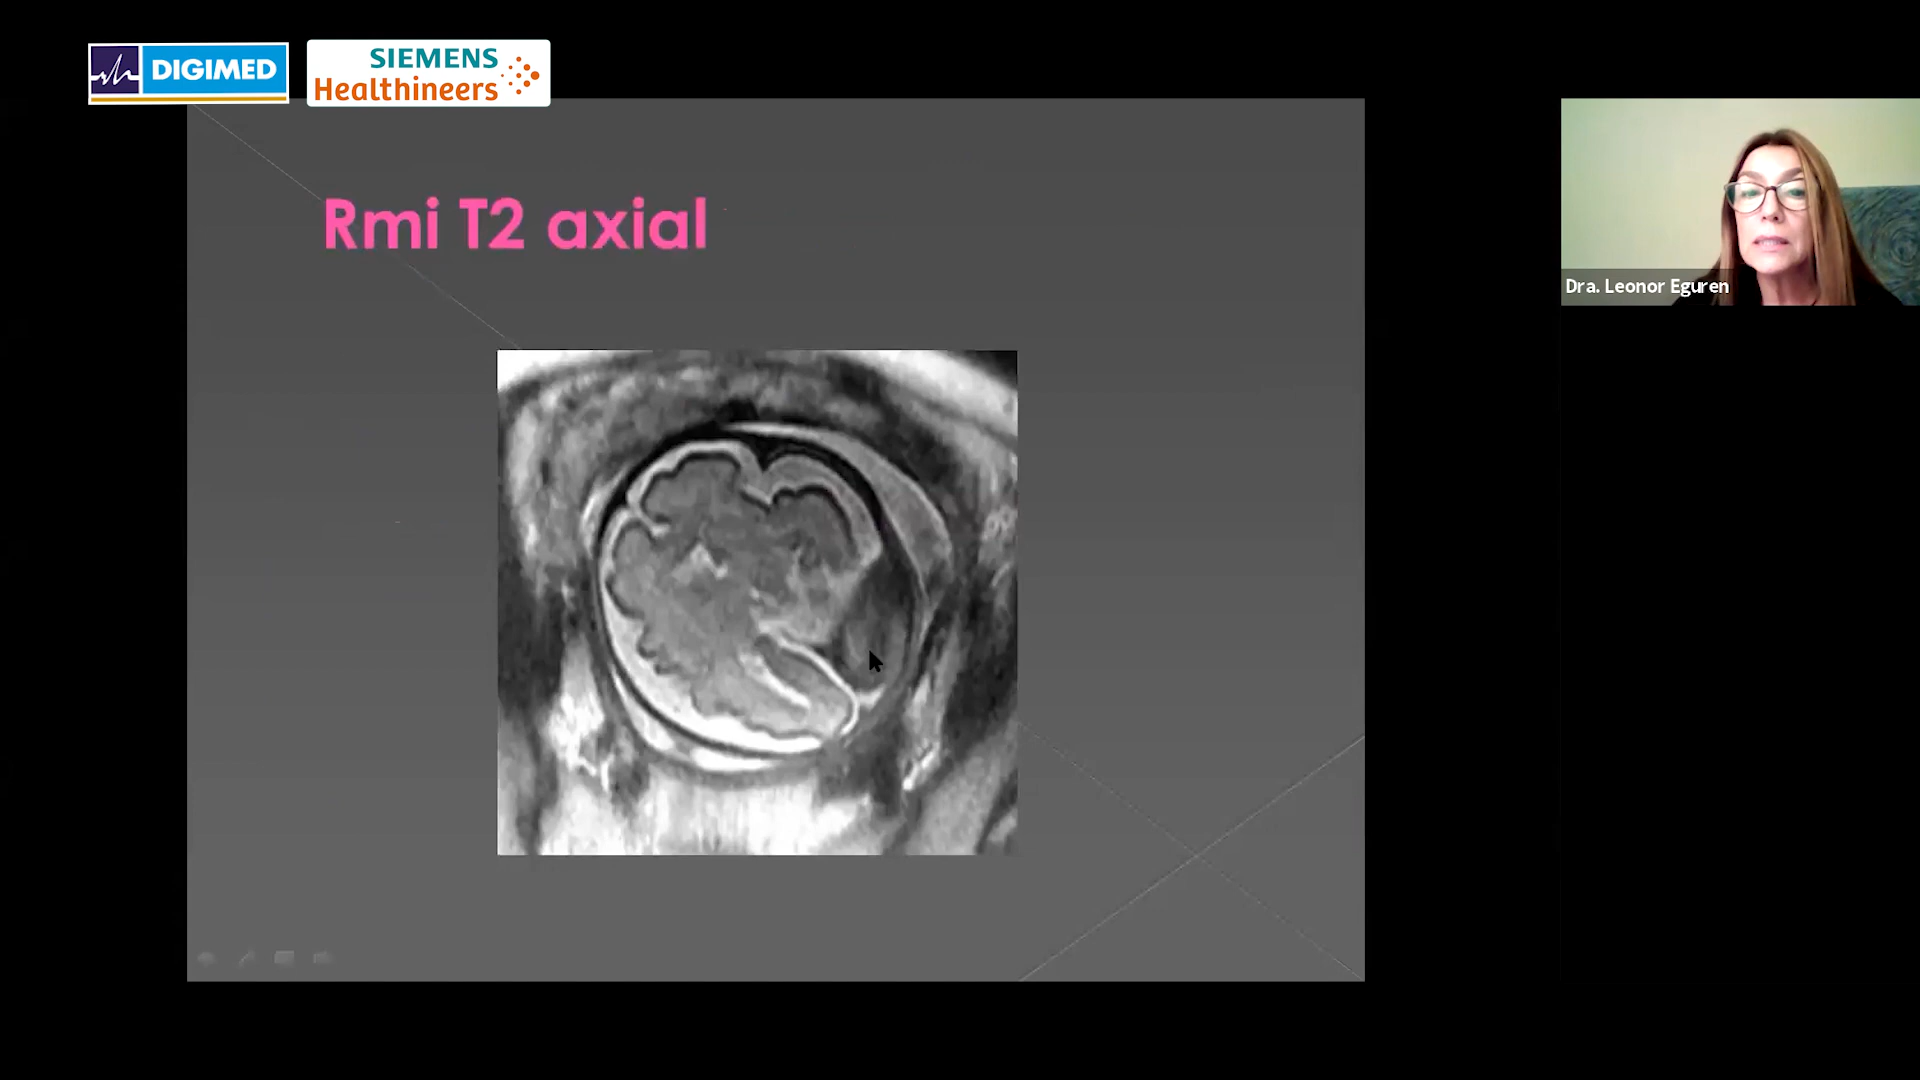 DIGIMED
SIEMENS
Healthineers
Rmi T2 axial
Dra. Leonor Eguren